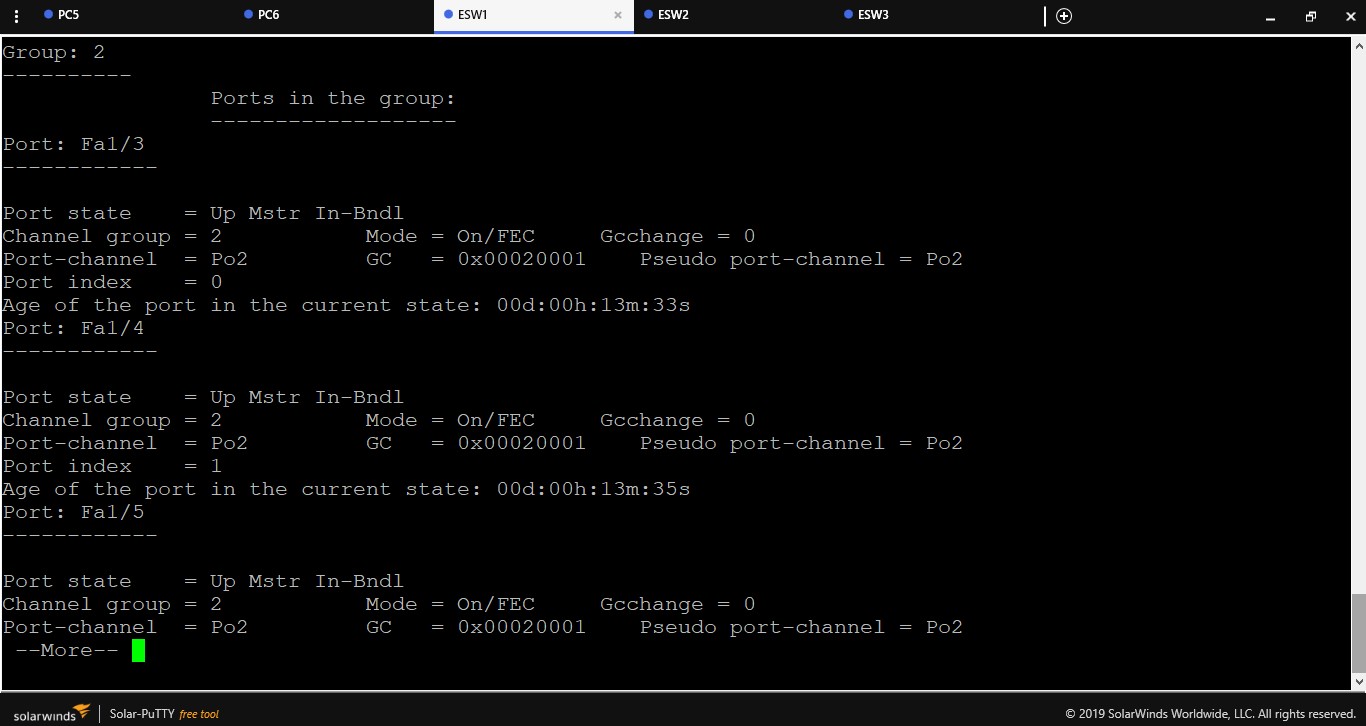 PC5 PC6 ESW1 × ESW2 ESW3
Group: 2
----------
Ports in the group:
-------------------
Port: Fa1/3
------------
Port state    = Up Mstr In-Bndl
Channel group = 2         Mode = On/FEC     Gcchange = 0
Port-channel  = Po2         GC   = 0x00020001    Pseudo port-channel = Po2
Port index    = 0
Age of the port in the current state: 00d:00h:13m:33s
Port: Fa1/4
------------
Port state    = Up Mstr In-Bndl
Channel group = 2         Mode = On/FEC     Gcchange = 0
Port-channel  = Po2         GC   = 0x00020001    Pseudo port-channel = Po2
Port index    = 1
Age of the port in the current state: 00d:00h:13m:35s
Port: Fa1/5
------------
Port state    = Up Mstr In-Bndl
Channel group = 2         Mode = On/FEC     Gcchange = 0
Port-channel  = Po2         GC   = 0x00020001    Pseudo port-channel = Po2
--More--
solarwinds Solar-PuTTY free tool © 2019 SolarWinds Worldwide, LLC. All rights reserved.